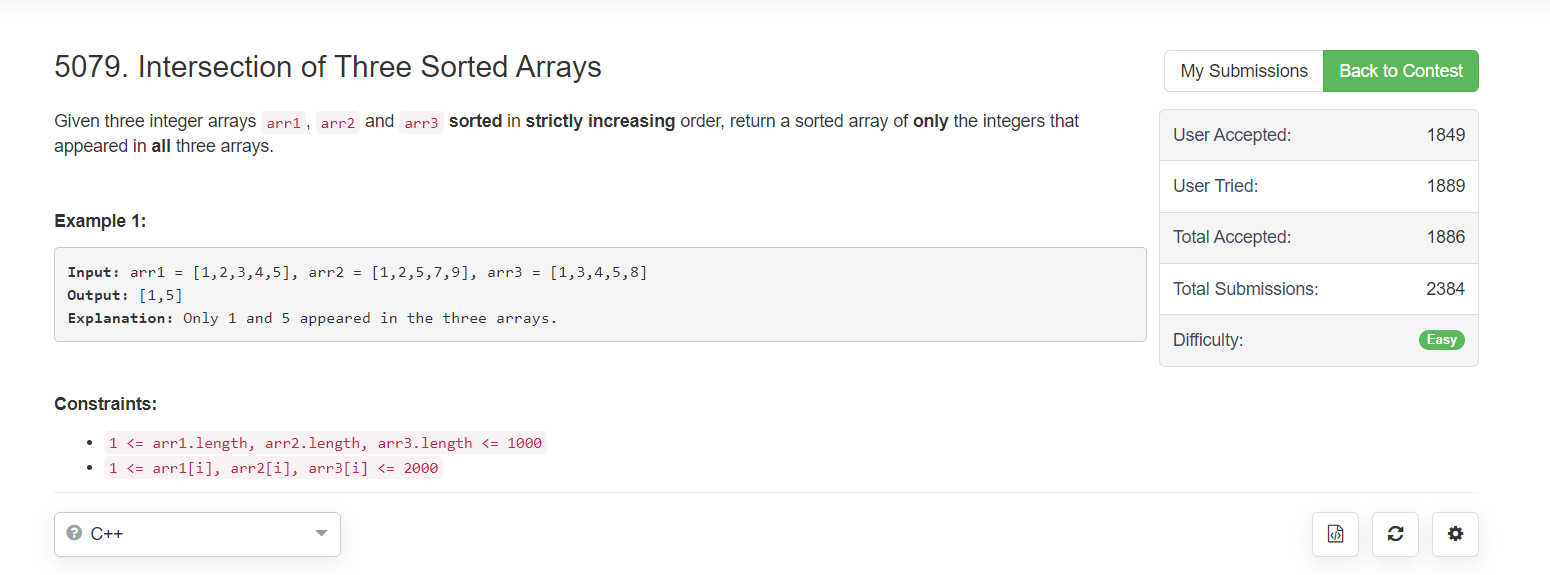 5079. Intersection of Three Sorted Arrays
Given three integer arrays arr1, arr2 and arr3 sorted in strictly increasing order, return a sorted array of only the integers that
appeared in all three arrays.
Example 1:
Input: arr1 = [1,2,3,4,5], arr2 = [1,2,5,7,9], arr3 = [1,3,4,5,8]
Output: [1,5]
Explanation: Only 1 and 5 appeared in the three arrays.
Constraints:
• 1 <= arr1.length, arr2.length, arr3.length <= 1000
• 1 <= arr1[i], arr2[i], arr3[i] <= 2000
? C++
My Submissions Back to Contest
User Accepted: 1849
User Tried: 1889
Total Accepted: 1886
Total Submissions: 2384
Difficulty: Easy